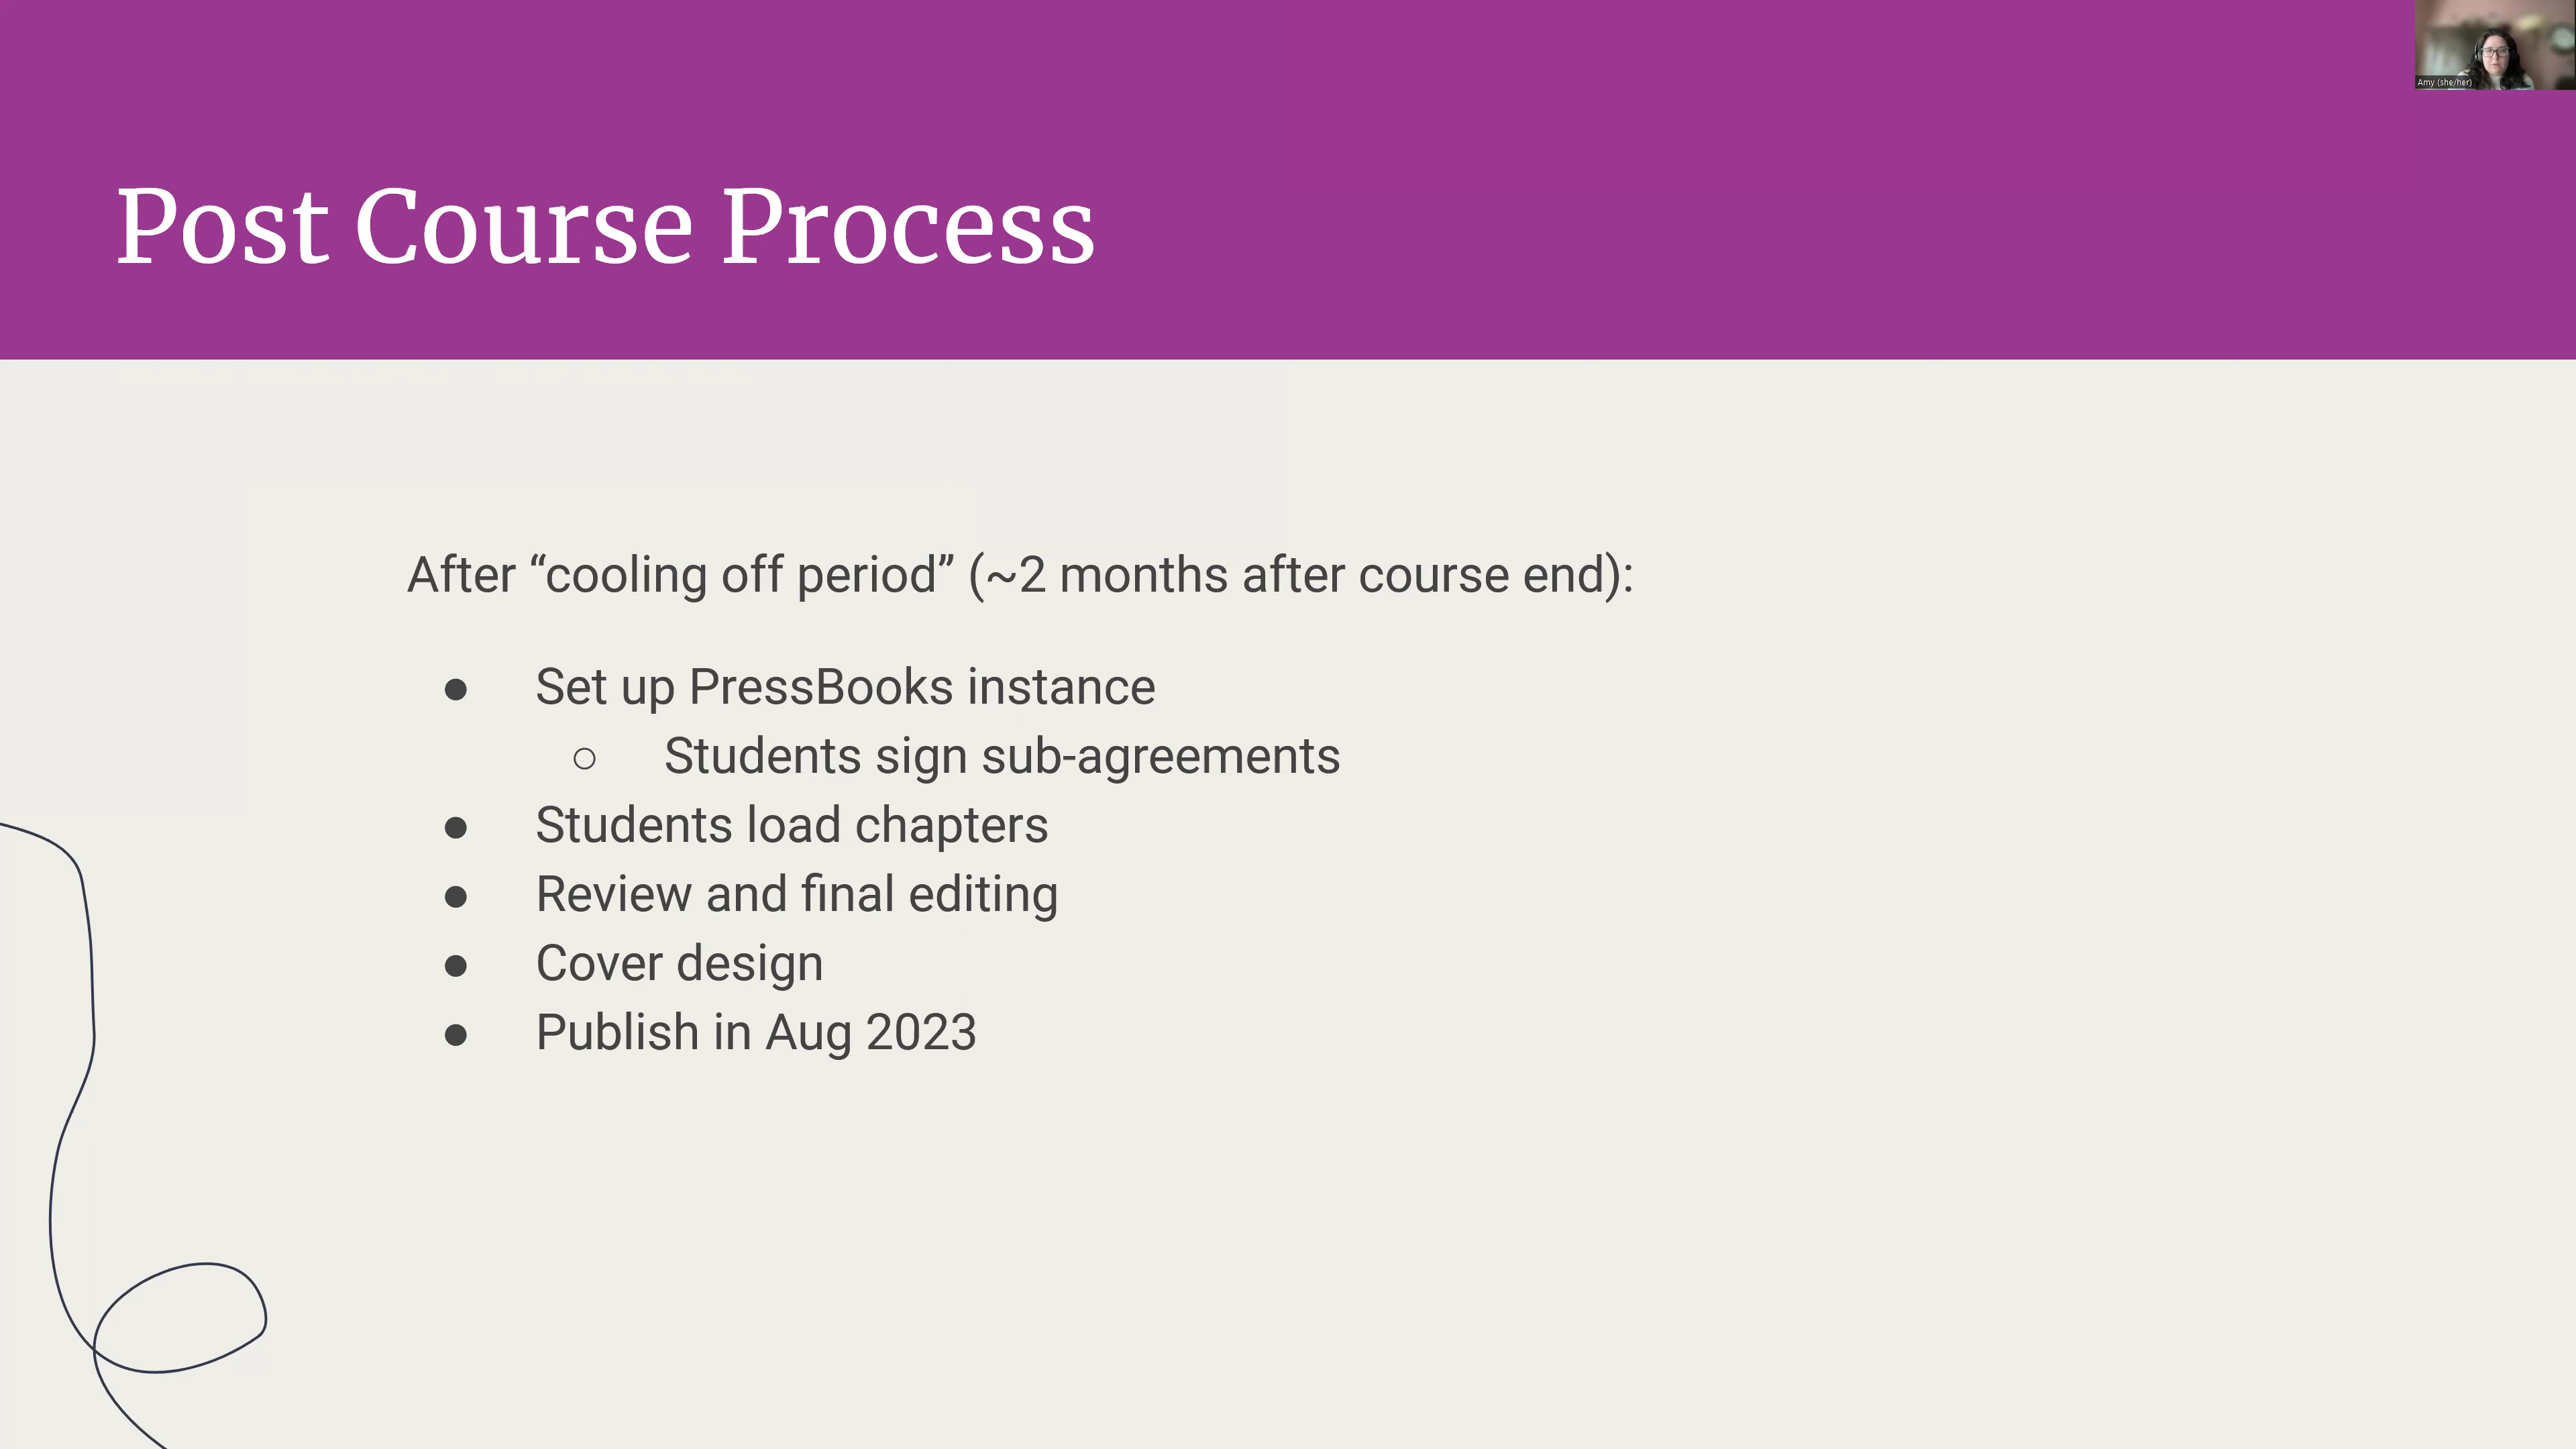 Amy (she/her)
Post Course Process
After “cooling off period” (~2 months after course end):
● Set up PressBooks instance
○ Students sign sub-agreements
● Students load chapters
● Review and final editing
● Cover design
● Publish in Aug 2023